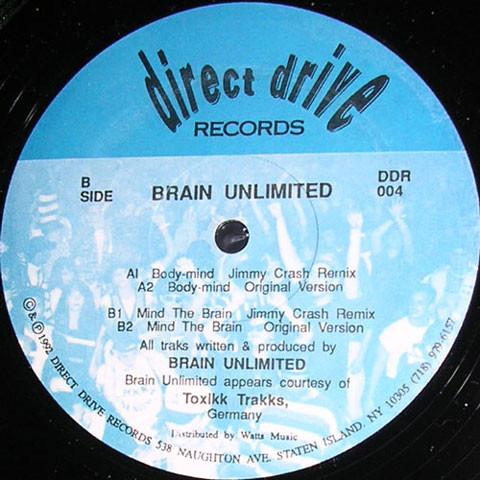 direct drive
RECORDS
B
SIDE
BRAIN UNLIMITED
DDR
004
A1 Body-mind Jimmy Crash Remix
A2 Body-mind Original Version
B1 Mind The Brain Jimmy Crash Remix
B2 Mind The Brain Original Version
All traks written & produced by
BRAIN UNLIMITED
Brain Unlimited appears courtesy of
Toxikk Trakks,
Germany
Distributed by Watts Music
© & ℗ 1992 DIRECT DRIVE RECORDS 538 NAUGHTON AVE. STATEN ISLAND, NY 10305 (718) 979-6157